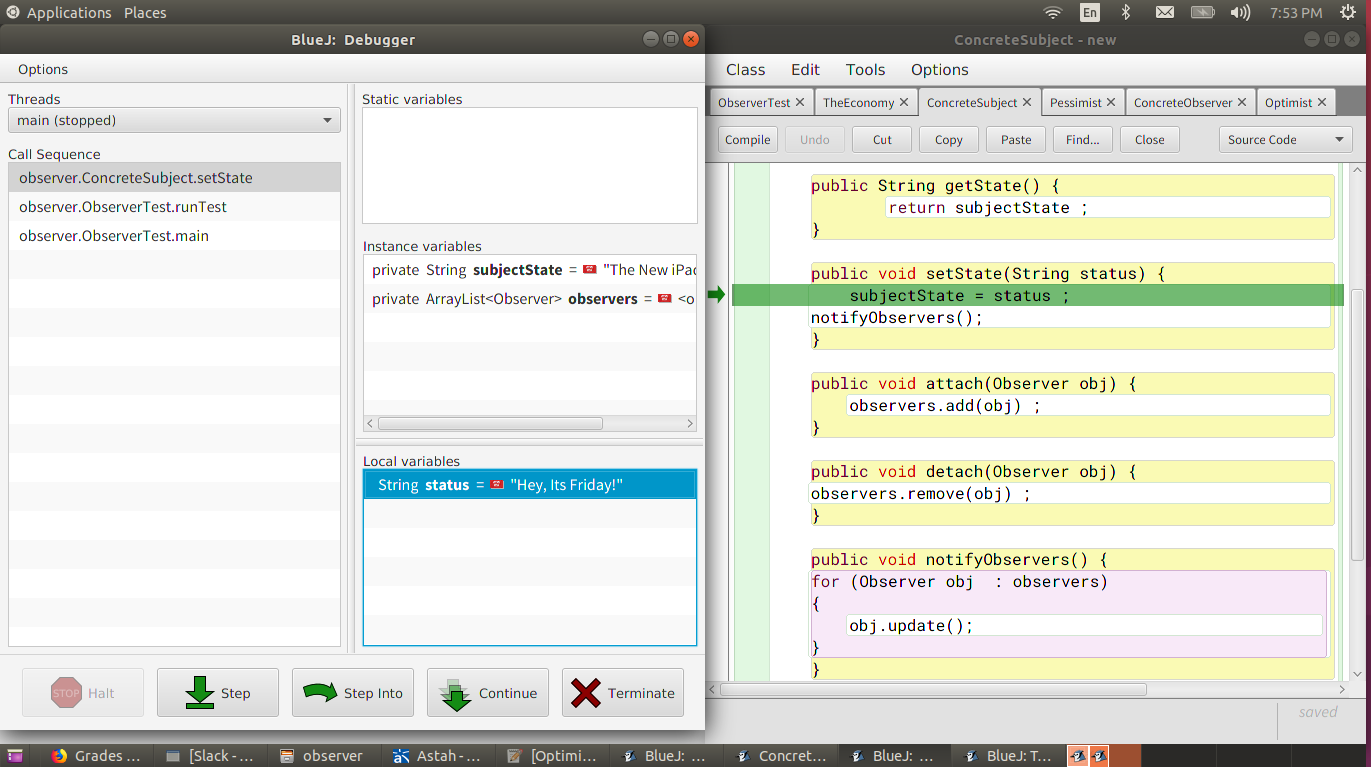 Applications Places
En
7:53 PM
BlueJ: Debugger
Options
Threads
main (stopped)
Call Sequence
observer.ConcreteSubject.setState
observer.ObserverTest.runTest
observer.ObserverTest.main
Static variables
Instance variables
private String subjectState = "The New iPad
private ArrayList<Observer> observers = <o
Local variables
String status = "Hey, Its Friday!"
STOP Halt
Step
Step Into
Continue
Terminate
ConcreteSubject - new
Class Edit Tools Options
ObserverTest TheEconomy ConcreteSubject Pessimist ConcreteObserver Optimist
Compile Undo Cut Copy Paste Find... Close Source Code
public String getState() {
return subjectState ;
}
public void setState(String status) {
subjectState = status ;
notifyObservers();
}
public void attach(Observer obj) {
observers.add(obj) ;
}
public void detach(Observer obj) {
observers.remove(obj) ;
}
public void notifyObservers() {
for (Observer obj  : observers)
{
obj.update();
}
}
saved
Grades ... [Slack - ... observer Astah - ... [Optimi... BlueJ: ... Concret... BlueJ: ... BlueJ: T...